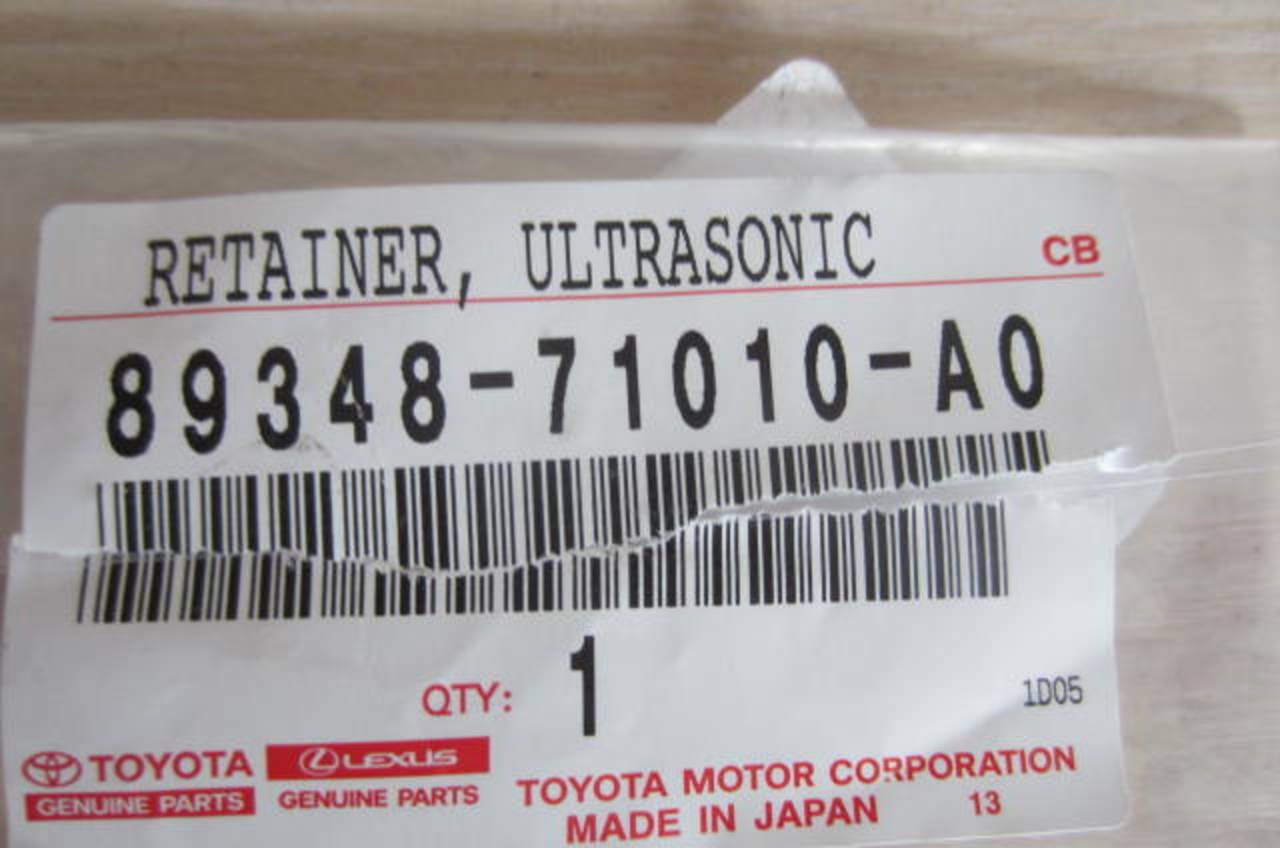 RETAINER, ULTRASONIC CB
89348-71010-A0
QTY: 1
1D05
TOYOTA LEXUS
GENUINE PARTS GENUINE PARTS
TOYOTA MOTOR CORPORATION
MADE IN JAPAN 13